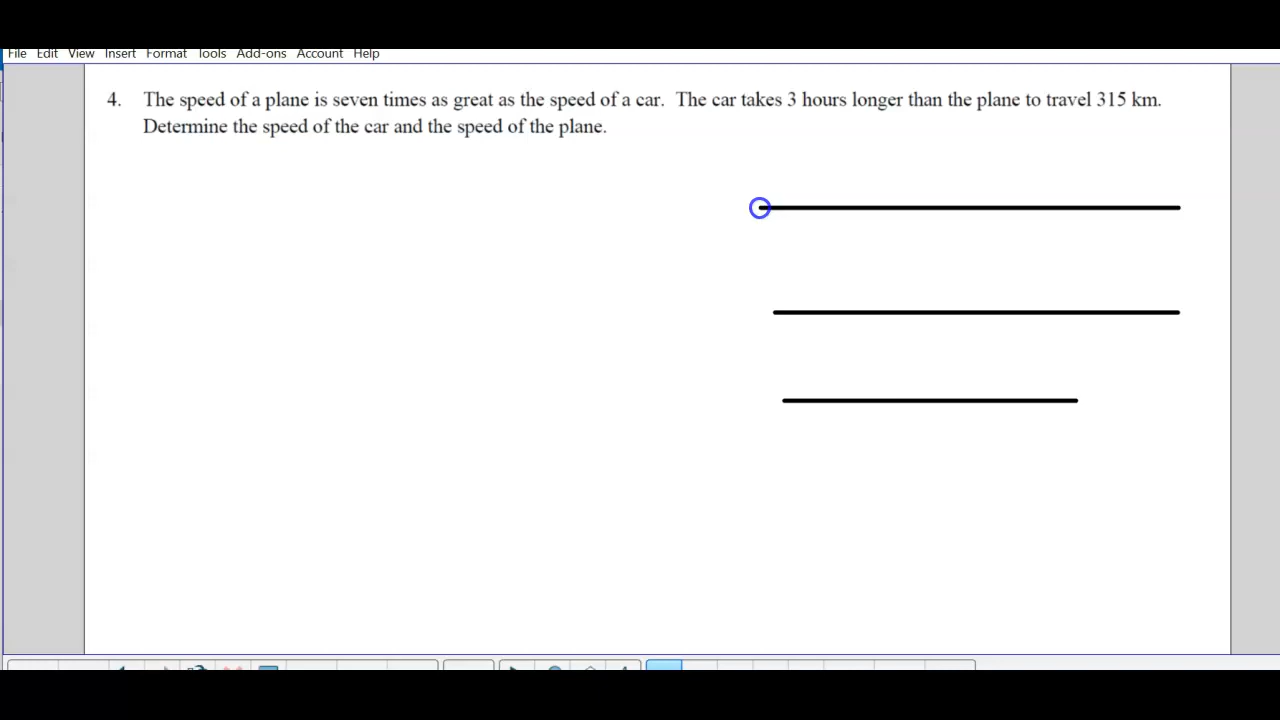 File Edit View Insert Format Tools Add-ons Account Help
4. The speed of a plane is seven times as great as the speed of a car. The car takes 3 hours longer than the plane to travel 315 km.
Determine the speed of the car and the speed of the plane.